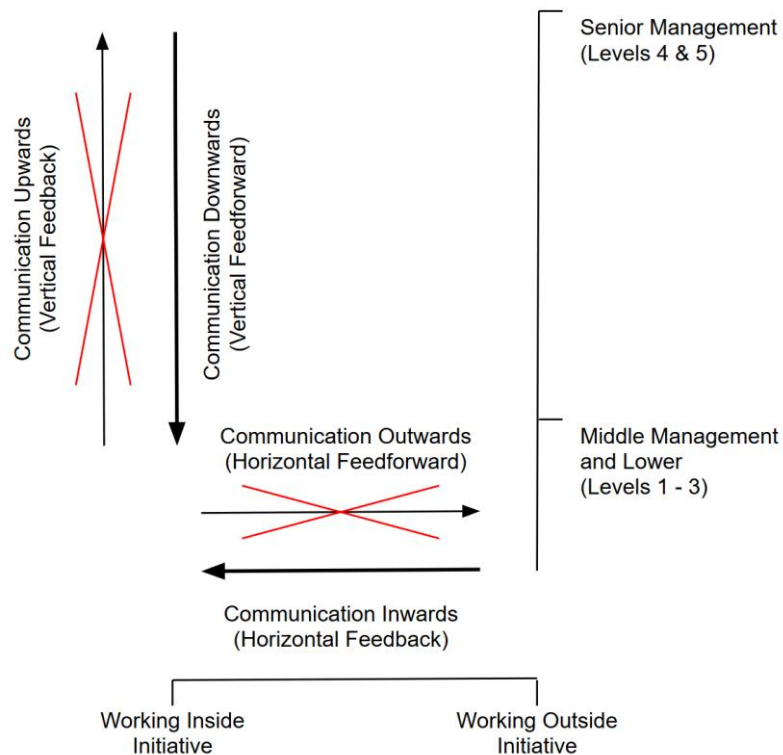 Senior Management
(Levels 4 & 5)
Communication Upwards
(Vertical Feedback)
Communication Downwards
(Vertical Feedforward)
Communication Outwards
(Horizontal Feedforward)
Middle Management
and Lower
(Levels 1 - 3)
Communication Inwards
(Horizontal Feedback)
Working Inside
Initiative
Working Outside
Initiative